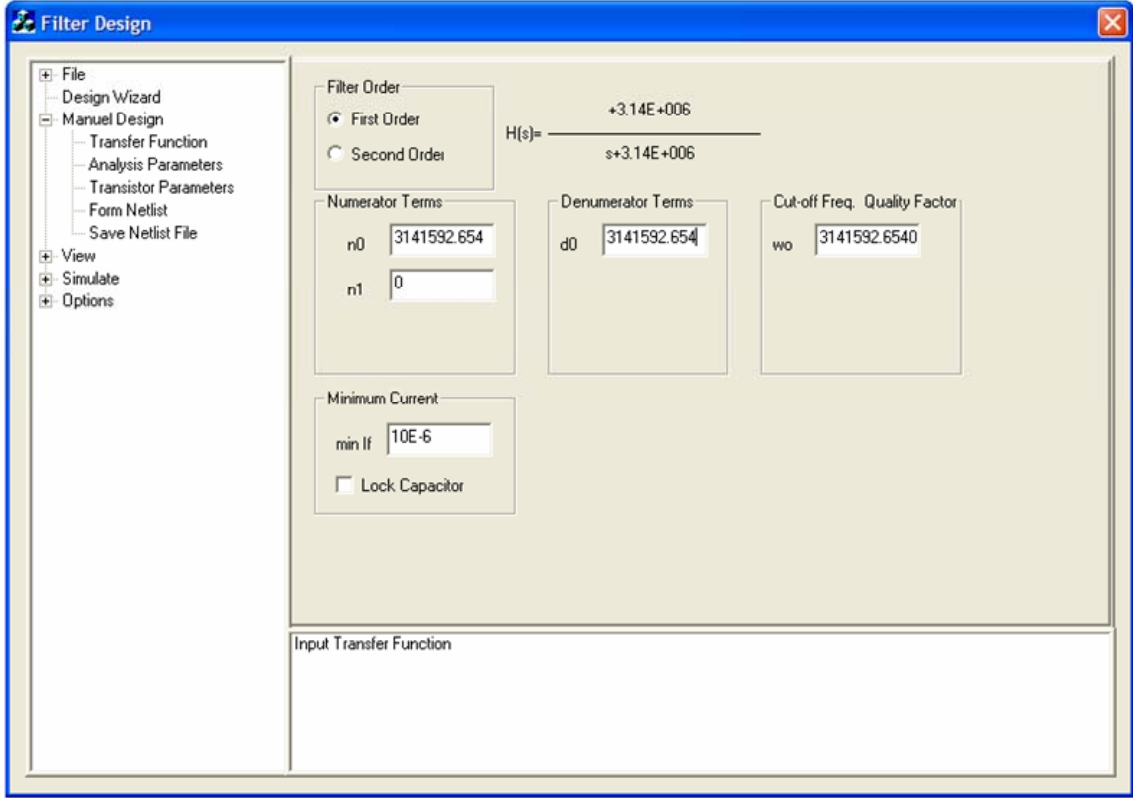 Filter Design
File
Design Wizard
Manuel Design
Transfer Function
Analysis Parameters
Transistor Parameters
Form Netlist
Save Netlist File
View
Simulate
Options
Filter Order
First Order
Second Order
H(s)=
+3.14E+006
s+3.14E+006
Numerator Terms
n0 3141592.654
n1 0
Denumerator Terms
d0 3141592.654
Cut-off Freq. Quality Factor
wo 3141592.6540
Minimum Current
min If 10E-6
Lock Capacitor
Input Transfer Function